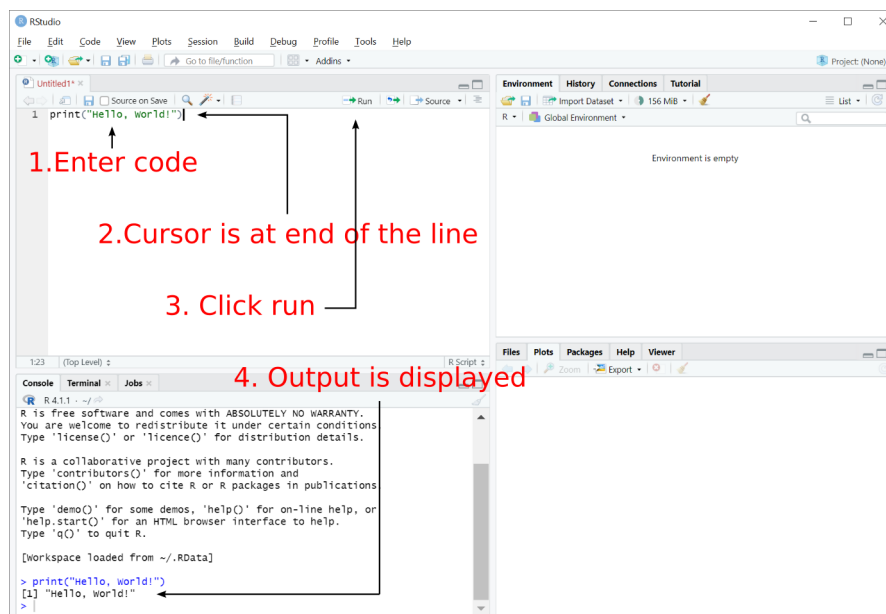 RStudio
File Edit Code View Plots Session Build Debug Profile Tools Help
Go to file/function Addins Project: (None)
Untitled1*
Source on Save Run Source
1 print("Hello, World!")
1.Enter code
2.Cursor is at end of the line
3. Click run
1:23 (Top Level) R Script
Console Terminal Jobs
4. Output is displayed
R 4.1.1 · ~/
R is free software and comes with ABSOLUTELY NO WARRANTY.
You are welcome to redistribute it under certain conditions
Type 'license()' or 'licence()' for distribution details.
R is a collaborative project with many contributors.
Type 'contributors()' for more information and
'citation()' on how to cite R or R packages in publications
Type 'demo()' for some demos, 'help()' for on-line help, or
'help.start()' for an HTML browser interface to help.
Type 'q()' to quit R.
[Workspace loaded from ~/.RData]
> print("Hello, World!")
[1] "Hello, World!"
>
Environment History Connections Tutorial
Import Dataset 156 MiB List
R Global Environment
Environment is empty
Files Plots Packages Help Viewer
Zoom Export